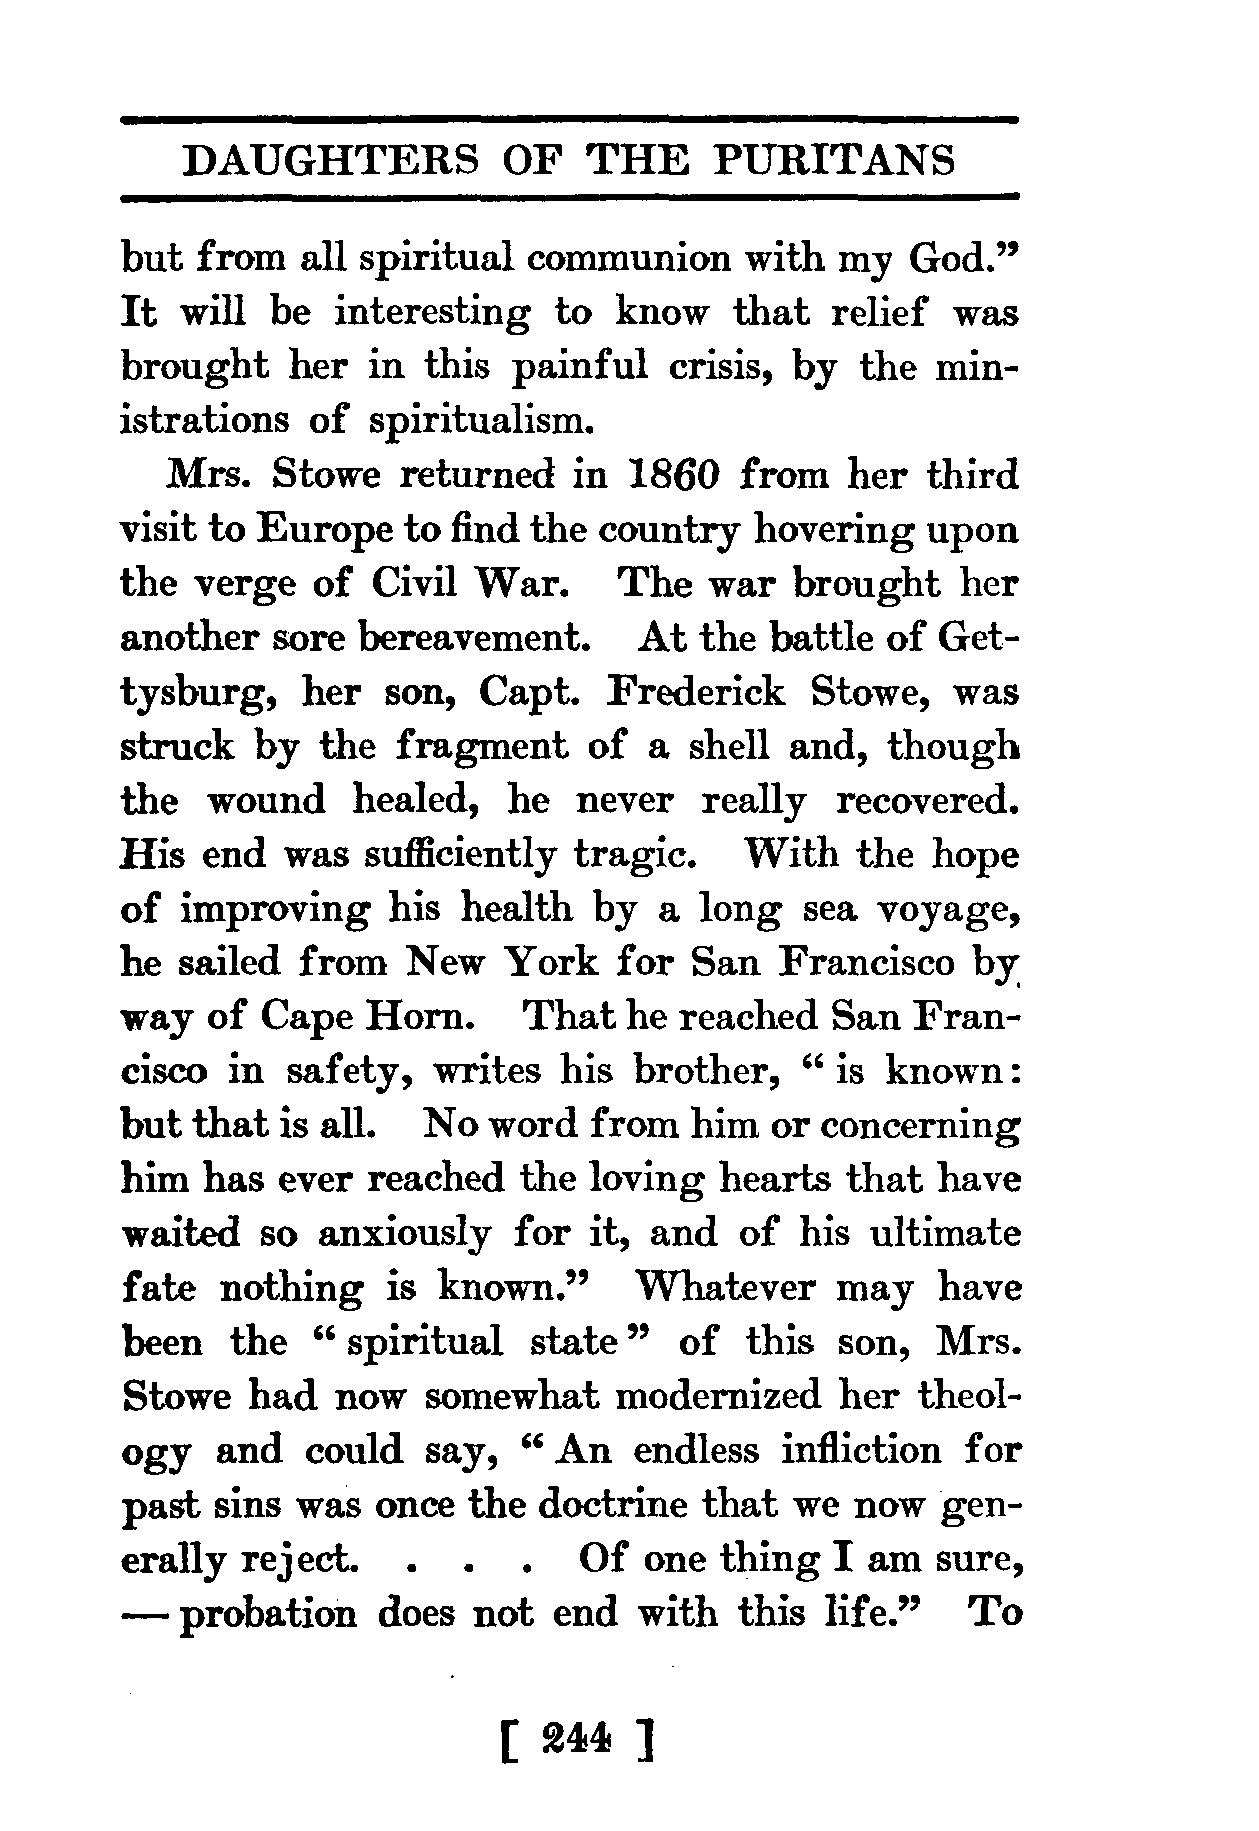 DAUGHTERS OF THE PURITANS
but from all spiritual communion with my God.”
It will be interesting to know that relief was
brought her in this painful crisis, by the min-
istrations of spiritualism.
Mrs. Stowe returned in 1860 from her third
visit to Europe to find the country hovering upon
the verge of Civil War. The war brought her
another sore bereavement. At the battle of Get-
tysburg, her son, Capt. Frederick Stowe, was
struck by the fragment of a shell and, though
the wound healed, he never really recovered.
His end was sufficiently tragic. With the hope
of improving his health by a long sea voyage,
he sailed from New York for San Francisco by
way of Cape Horn. That he reached San Fran-
cisco in safety, writes his brother, “ is known:
but that is all. No word from him or concerning
him has ever reached the loving hearts that have
waited so anxiously for it, and of his ultimate
fate nothing is known.” Whatever may have
been the “ spiritual state ” of this son, Mrs.
Stowe had now somewhat modernized her theol-
ogy and could say, “ An endless infliction for
past sins was once the doctrine that we now gen-
erally reject. . . . Of one thing I am sure,
— probation does not end with this life.” To
[ 244 ]